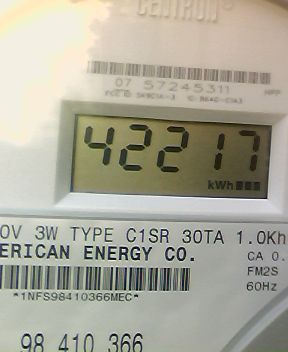 CENTRON®
07 57245311
42217
kWh
0V 3W TYPE C1SR 30TA 1.0Kh
ERICAN ENERGY CO.
CA 0.
FM2S
*1NFS98410366MEC*
60Hz
98 410 366